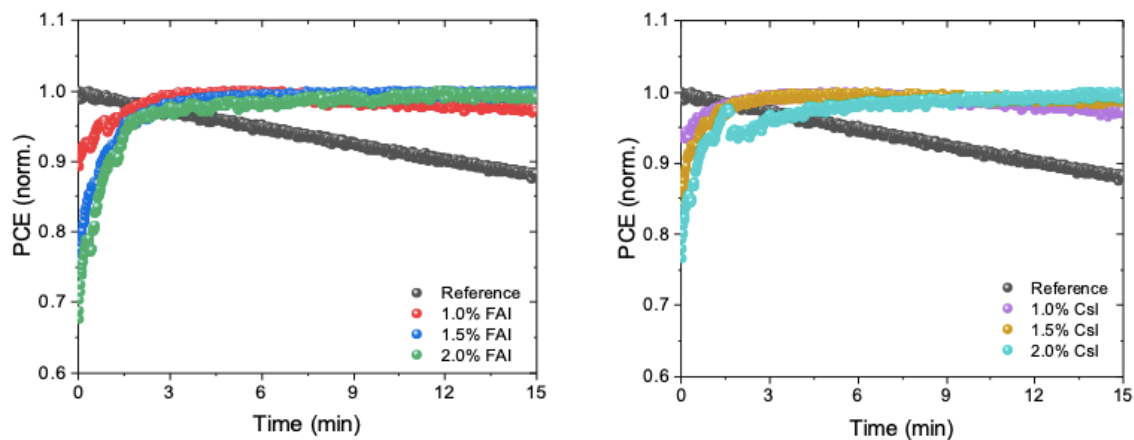 1.1
1.0
0.9
0.8
0.7
0.6
PCE (norm.)
Reference
1.0% FAI
1.5% FAI
2.0% FAI
0 3 6 9 12 15
Time (min)
1.1
1.0
0.9
0.8
0.7
0.6
PCE (norm.)
Reference
1.0% CsI
1.5% CsI
2.0% CsI
0 3 6 9 12 15
Time (min)